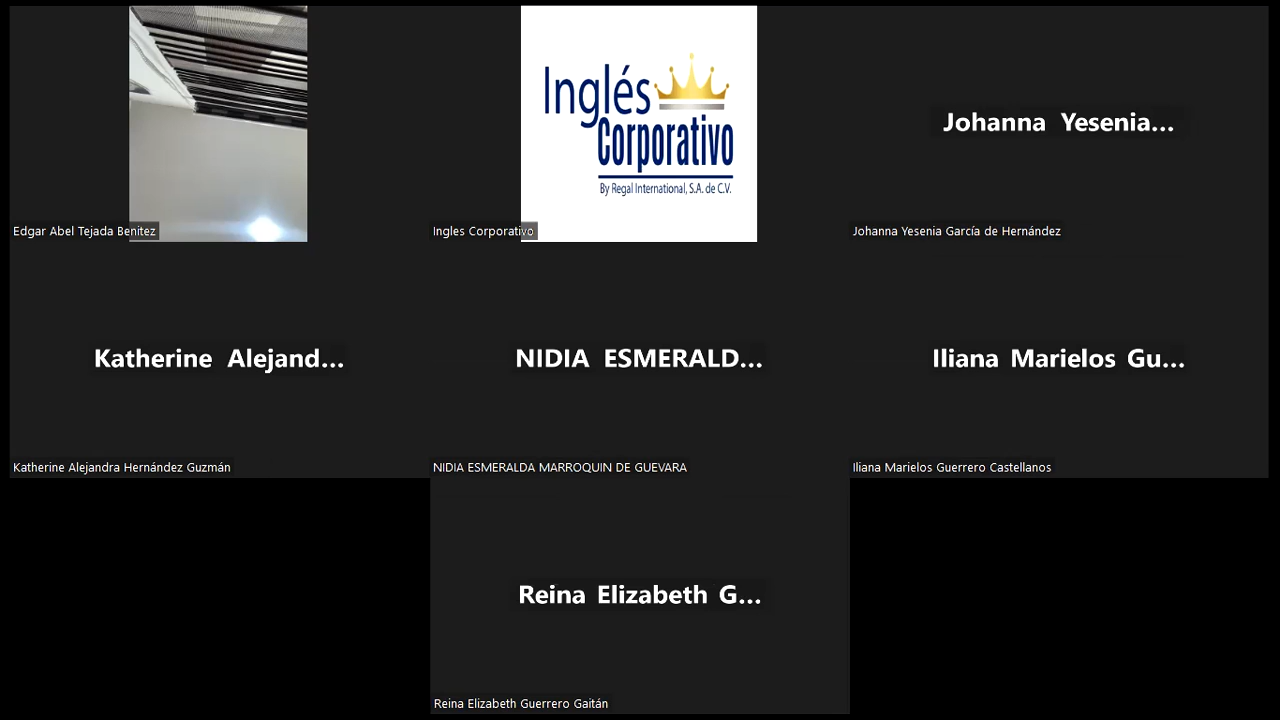 Edgar Abel Tejada Benitez
Inglés
Corporativo
By Regal International, S.A. de C.V.
Ingles Corporativo
Johanna Yesenia...
Johanna Yesenia García de Hernández
Katherine Alejand...
Katherine Alejandra Hernández Guzmán
NIDIA ESMERALD...
NIDIA ESMERALDA MARROQUIN DE GUEVARA
Iliana Marielos Gu...
Iliana Marielos Guerrero Castellanos
Reina Elizabeth G...
Reina Elizabeth Guerrero Gaitán